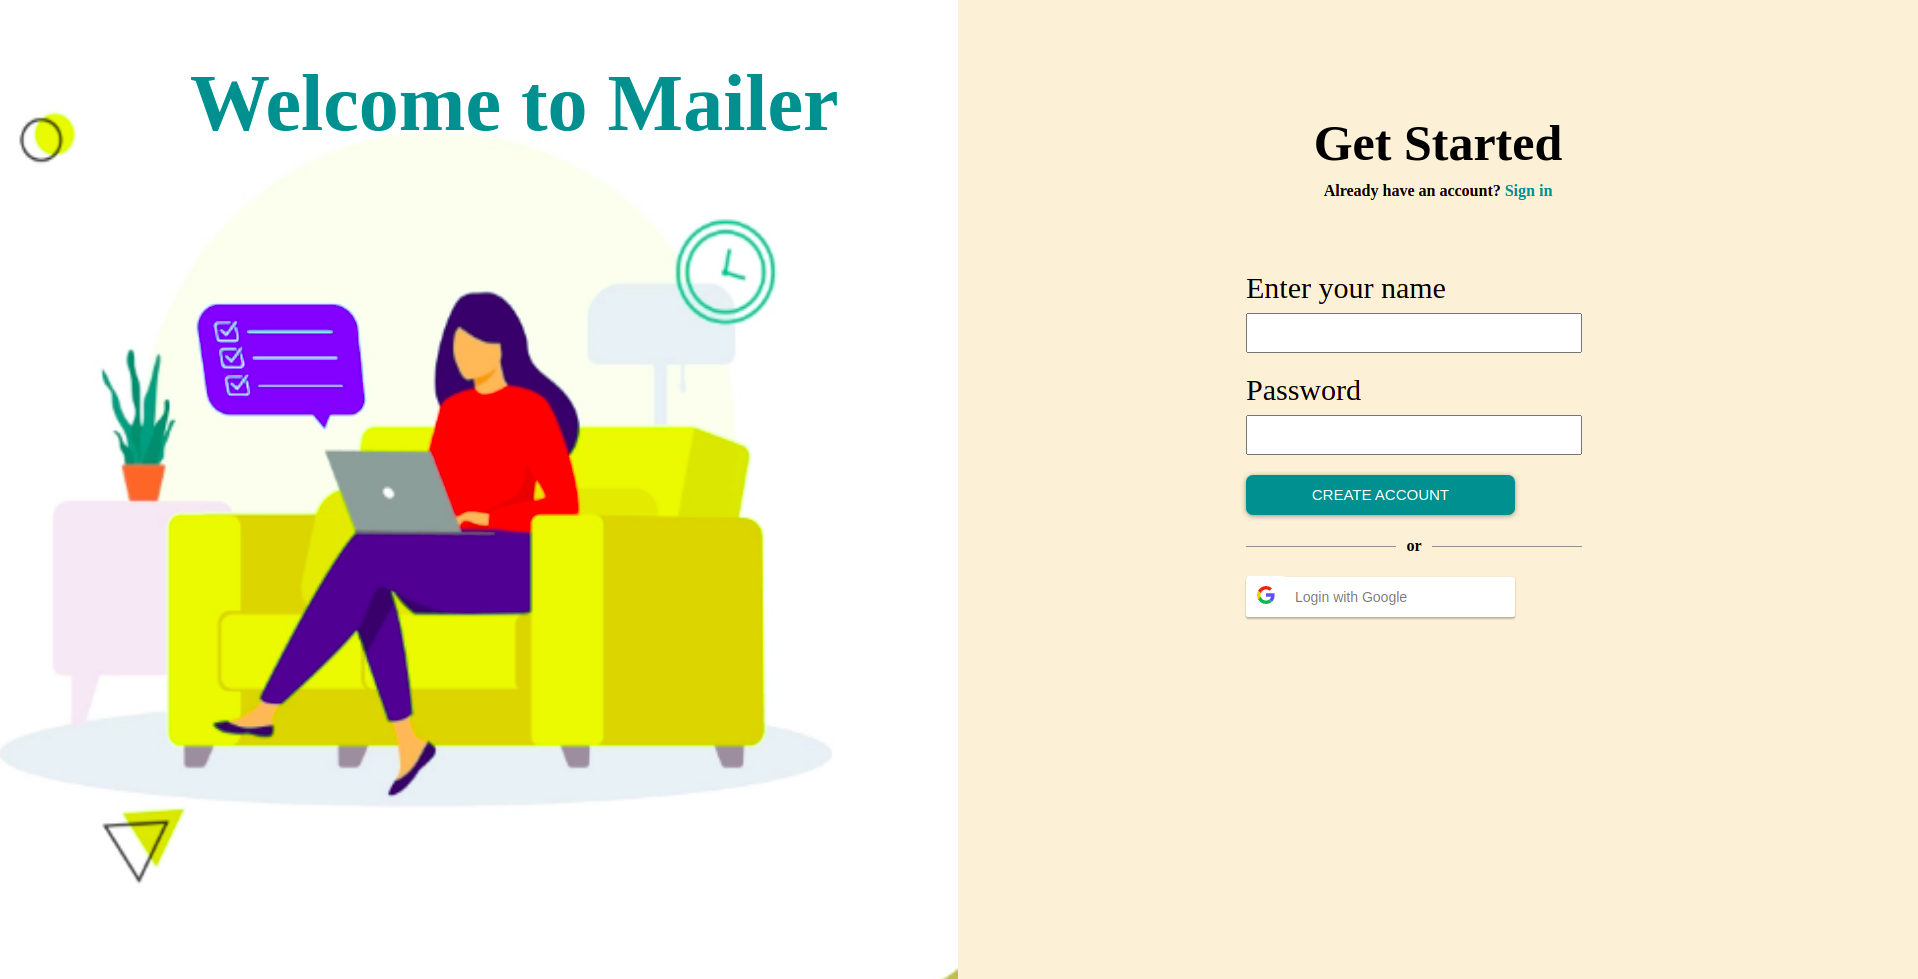 Welcome to Mailer
Get Started
Already have an account? Sign in
Enter your name
Password
CREATE ACCOUNT
or
Login with Google